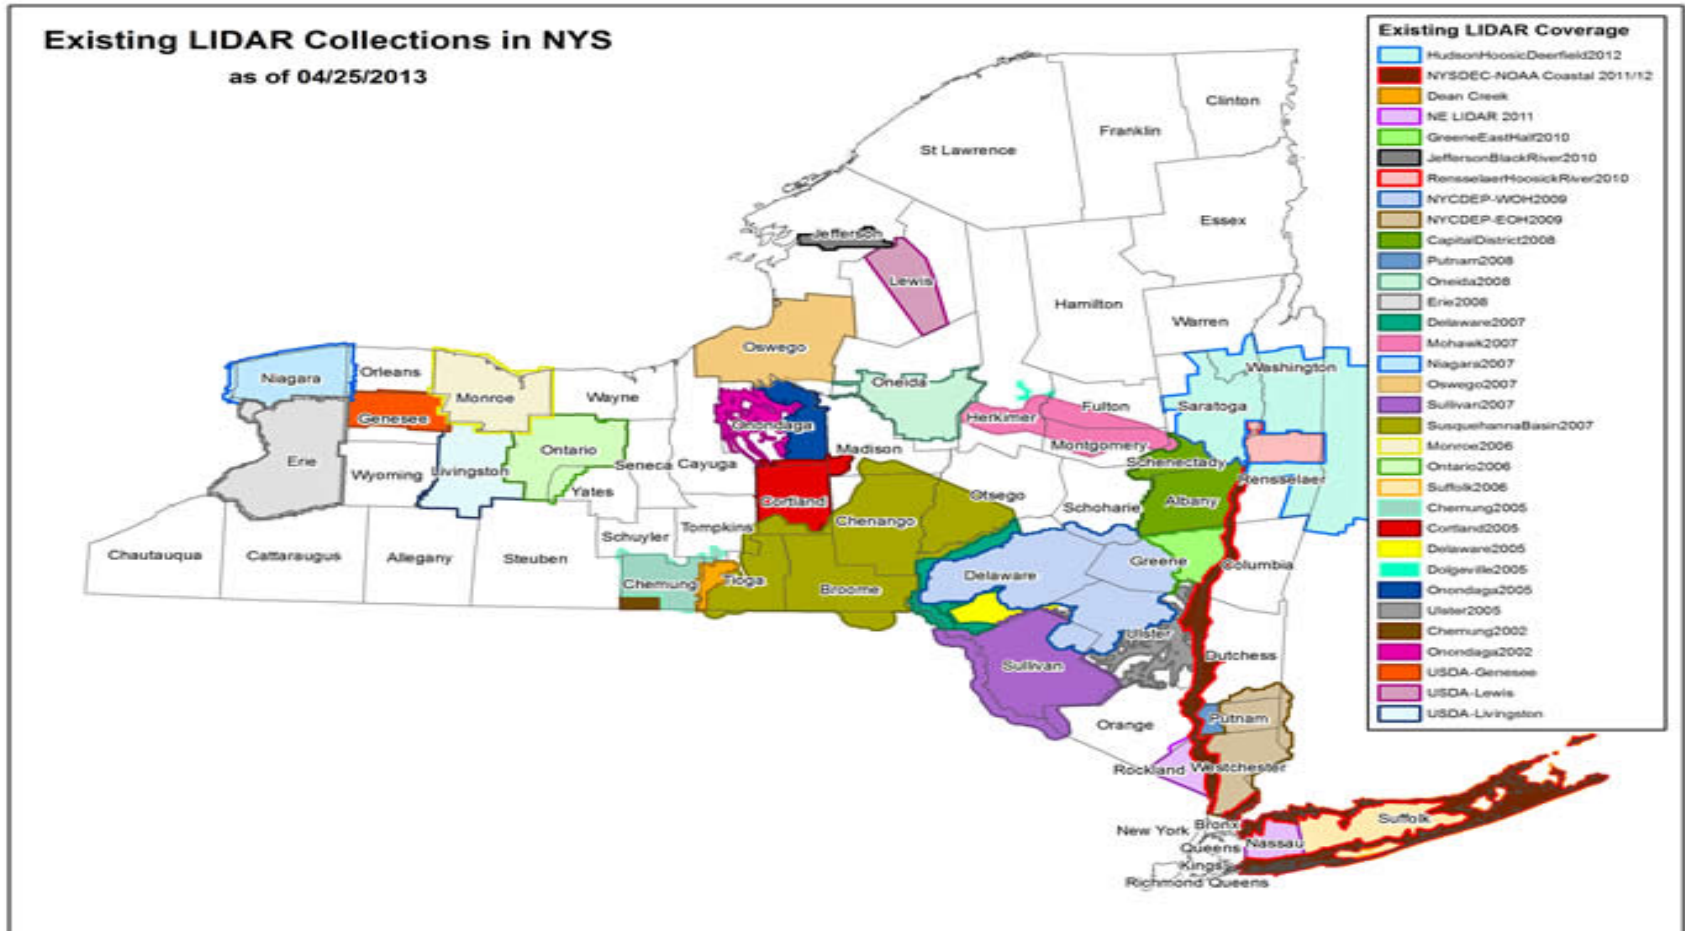 Existing LIDAR Collections in NYS
as of 04/25/2013
Existing LIDAR Coverage
HudsonHoosicDeerfield2012
NYSDEC-NOAA Coastal 2011/12
Dean Creek
NE LIDAR 2011
GreeneEastHalf2010
JeffersonBlackRiver2010
RensselaerHoosickRiver2010
NYCDEP-WOH2009
NYCDEP-EOH2009
CapitalDistrict2008
Putnam2008
Oneida2008
Erie2008
Delaware2007
Mohawk2007
Niagara2007
Oswego2007
Sullivan2007
SusquehannaBasin2007
Monroe2006
Ontario2006
Suffolk2006
Chemung2005
Cortland2005
Delaware2005
Dolgeville2005
Onondaga2005
Ulster2005
Chemung2002
Onondaga2002
USDA-Genesee
USDA-Lewis
USDA-Livingston
Clinton
Franklin
St Lawrence
Essex
Jefferson
Lewis
Hamilton
Warren
Oswego
Washington
Niagara
Orleans
Oneida
Monroe
Wayne
Saratoga
Fulton
Herkimer
Genesee
Onondaga
Montgomery
Madison
Ontario
Erie
Wyoming
Livingston
Seneca
Cayuga
Schenectady
Rensselaer
Yates
Cortland
Otsego
Albany
Schoharie
Chenango
Tompkins
Schuyler
Chautauqua
Cattaraugus
Allegany
Steuben
Greene
Columbia
Delaware
Chemung
Tioga
Broome
Ulster
Dutchess
Sullivan
Orange
Putnam
Rockland
Westchester
Suffolk
New York
Bronx
Nassau
Queens
Kings
Richmond
Queens